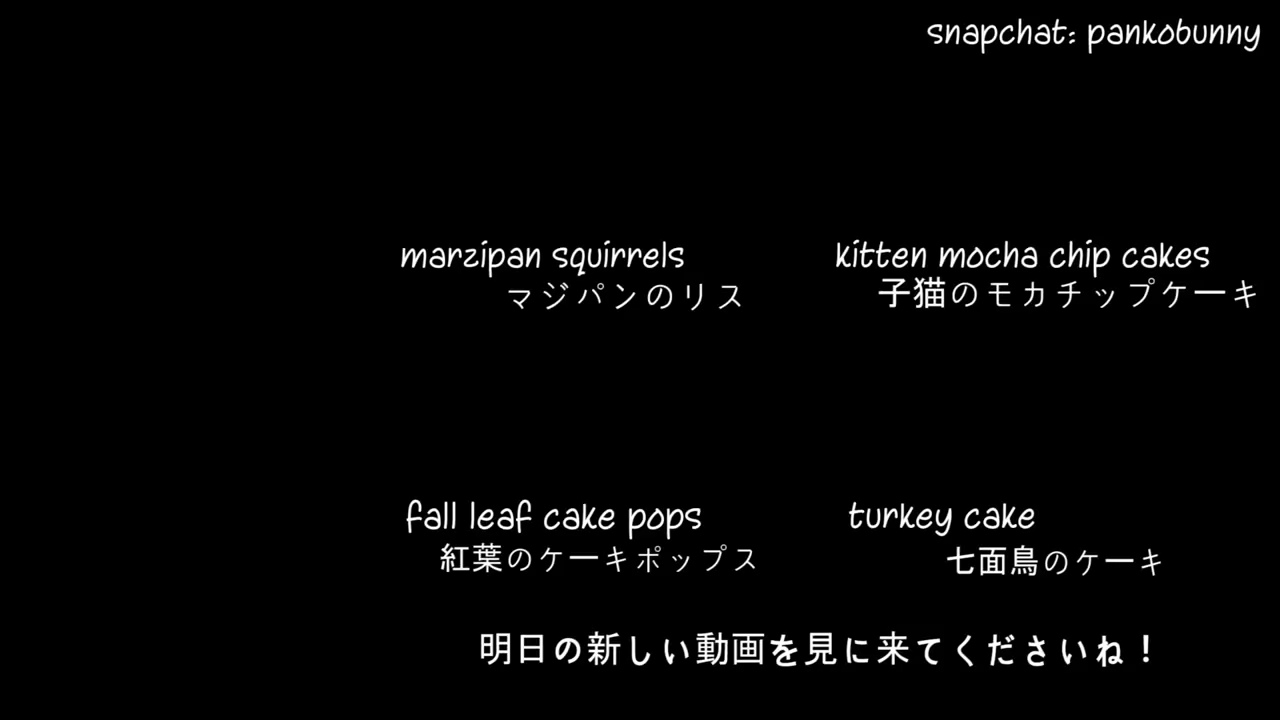 snapchat: pankobunny
marzipan squirrels
マジパンのリス
kitten mocha chip cakes
子猫のモカチップケーキ
fall leaf cake pops
紅葉のケーキポップス
turkey cake
七面鳥のケーキ
明日の新しい動画を見に来てくださいね！